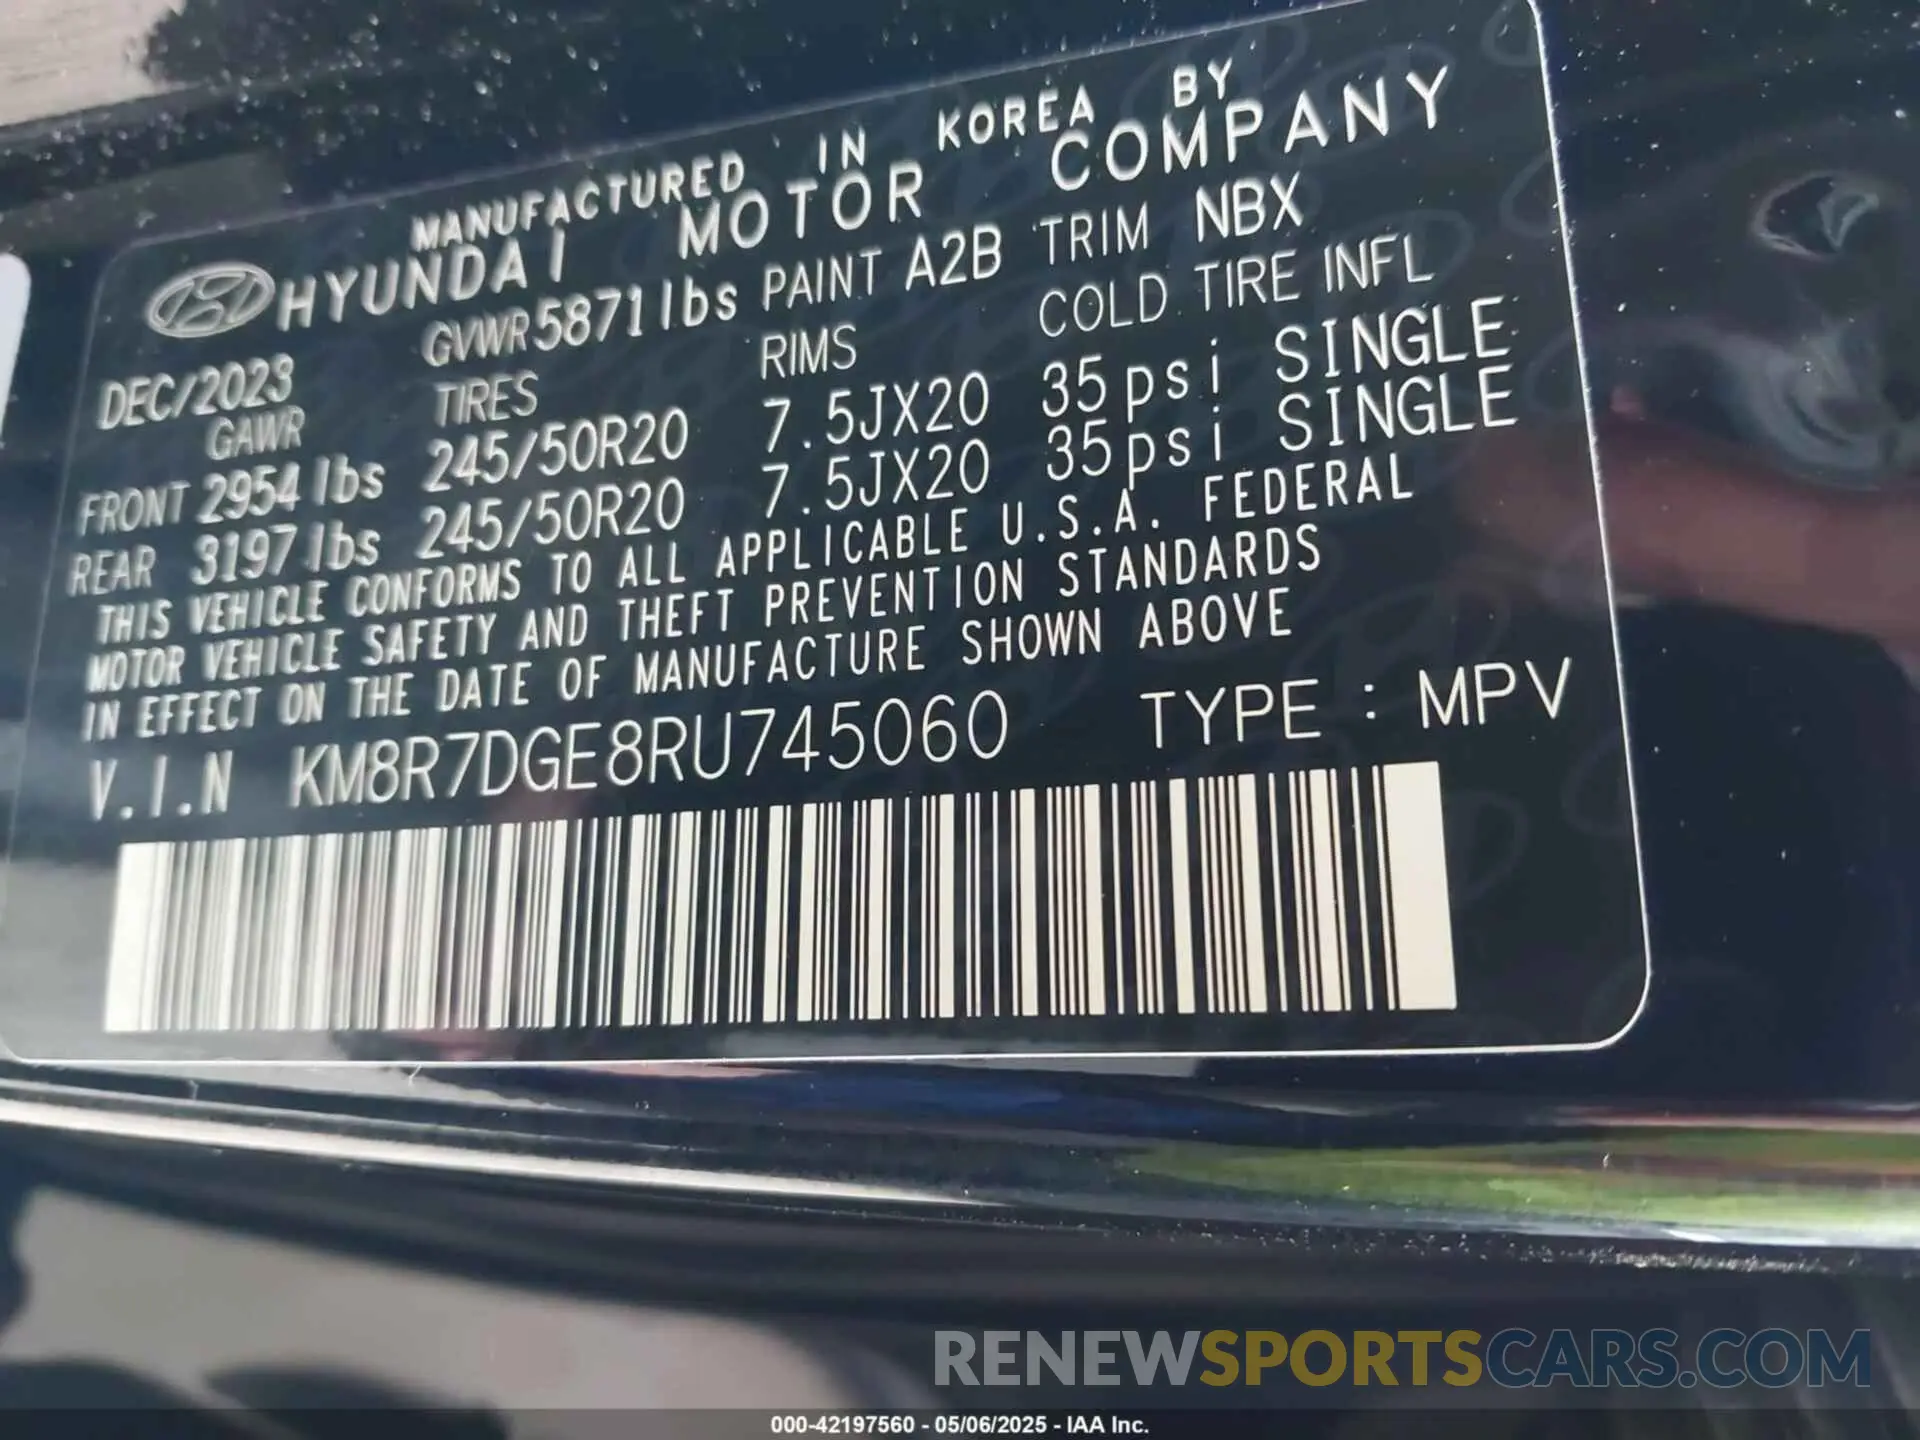 MANUFACTURED IN KOREA BY
HYUNDAI MOTOR COMPANY
DEC/2023 GVWR 5871 lbs PAINT A2B TRIM NBX
GAWR TIRES RIMS COLD TIRE INFL
FRONT 2954 lbs 245/50R20 7.5JX20 35psi SINGLE
REAR 3197 lbs 245/50R20 7.5JX20 35psi SINGLE
THIS VEHICLE CONFORMS TO ALL APPLICABLE U.S.A. FEDERAL
MOTOR VEHICLE SAFETY AND THEFT PREVENTION STANDARDS
IN EFFECT ON THE DATE OF MANUFACTURE SHOWN ABOVE
V.I.N KM8R7DGE8RU745060 TYPE : MPV
RENEWSPORTSCARS.COM
000-42197560 - 05/06/2025 - IAA Inc.